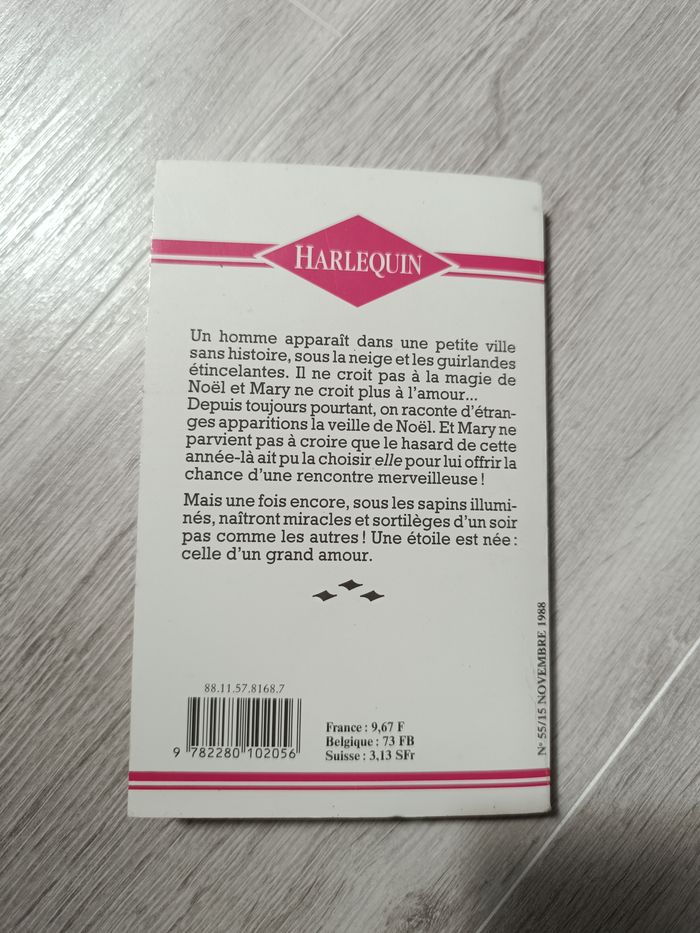 HARLEQUIN
Un homme apparaît dans une petite ville
sans histoire, sous la neige et les guirlandes
étincelantes. Il ne croit pas à la magie de
Noël et Mary ne croit plus à l'amour...
Depuis toujours pourtant, on raconte d'étran-
ges apparitions la veille de Noël. Et Mary ne
parvient pas à croire que le hasard de cette
année-là ait pu la choisir elle pour lui offrir la
chance d'une rencontre merveilleuse !
Mais une fois encore, sous les sapins illumi-
nés, naîtront miracles et sortilèges d'un soir
pas comme les autres ! Une étoile est née :
celle d'un grand amour.
88.11.57.8168.7
9 782280 102056
France : 9,67 F
Belgique : 73 FB
Suisse : 3,13 SFr
N° 55/15 NOVEMBRE 1988